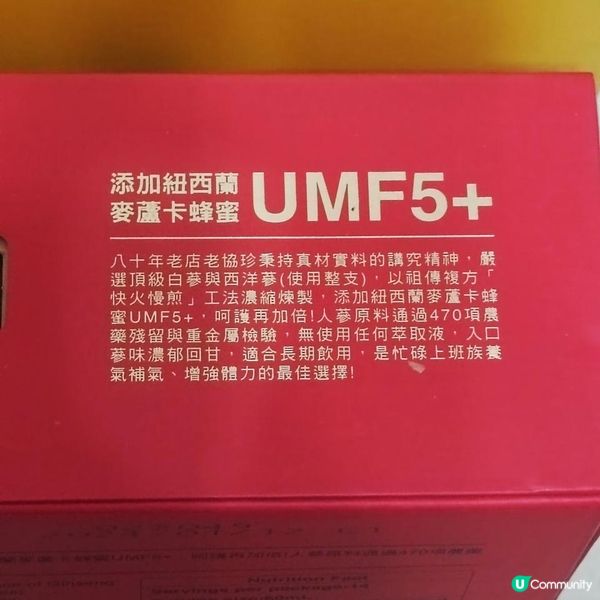 添加紐西蘭
麥蘆卡蜂蜜 UMF5+
八十年老店老協珍秉持真材實料的講究精神，嚴
選頂級白蔘與西洋蔘(使用整支)，以祖傳複方「
快火慢煎」工法濃縮煉製，添加紐西蘭麥蘆卡蜂
蜜UMF5+，呵護再加倍!人蔘原料通過470項農
藥殘留與重金屬檢驗，無使用任何萃取液，入口
蔘味濃郁回甘，適合長期飲用，是忙碌上班族養
氣補氣、增強體力的最佳選擇!
Nutrition Fact
U Community